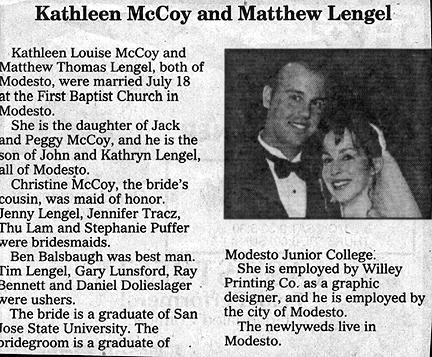 Kathleen McCoy and Matthew Lengel
Kathleen Louise McCoy and
Matthew Thomas Lengel, both of
Modesto, were married July 18
at the First Baptist Church in
Modesto.
She is the daughter of Jack
and Peggy McCoy, and he is the
son of John and Kathryn Lengel,
all of Modesto.
Christine McCoy, the bride's
cousin, was maid of honor.
Jenny Lengel, Jennifer Tracz,
Thu Lam and Stephanie Puffer
were bridesmaids.
Ben Balsbaugh was best man.
Tim Lengel, Gary Lunsford, Ray
Bennett and Daniel Dolieslager
were ushers.
The bride is a graduate of San
Jose State University. The
bridegroom is a graduate of
Modesto Junior College.
She is employed by Willey
Printing Co. as a graphic
designer, and he is employed by
the city of Modesto.
The newlyweds live in
Modesto.